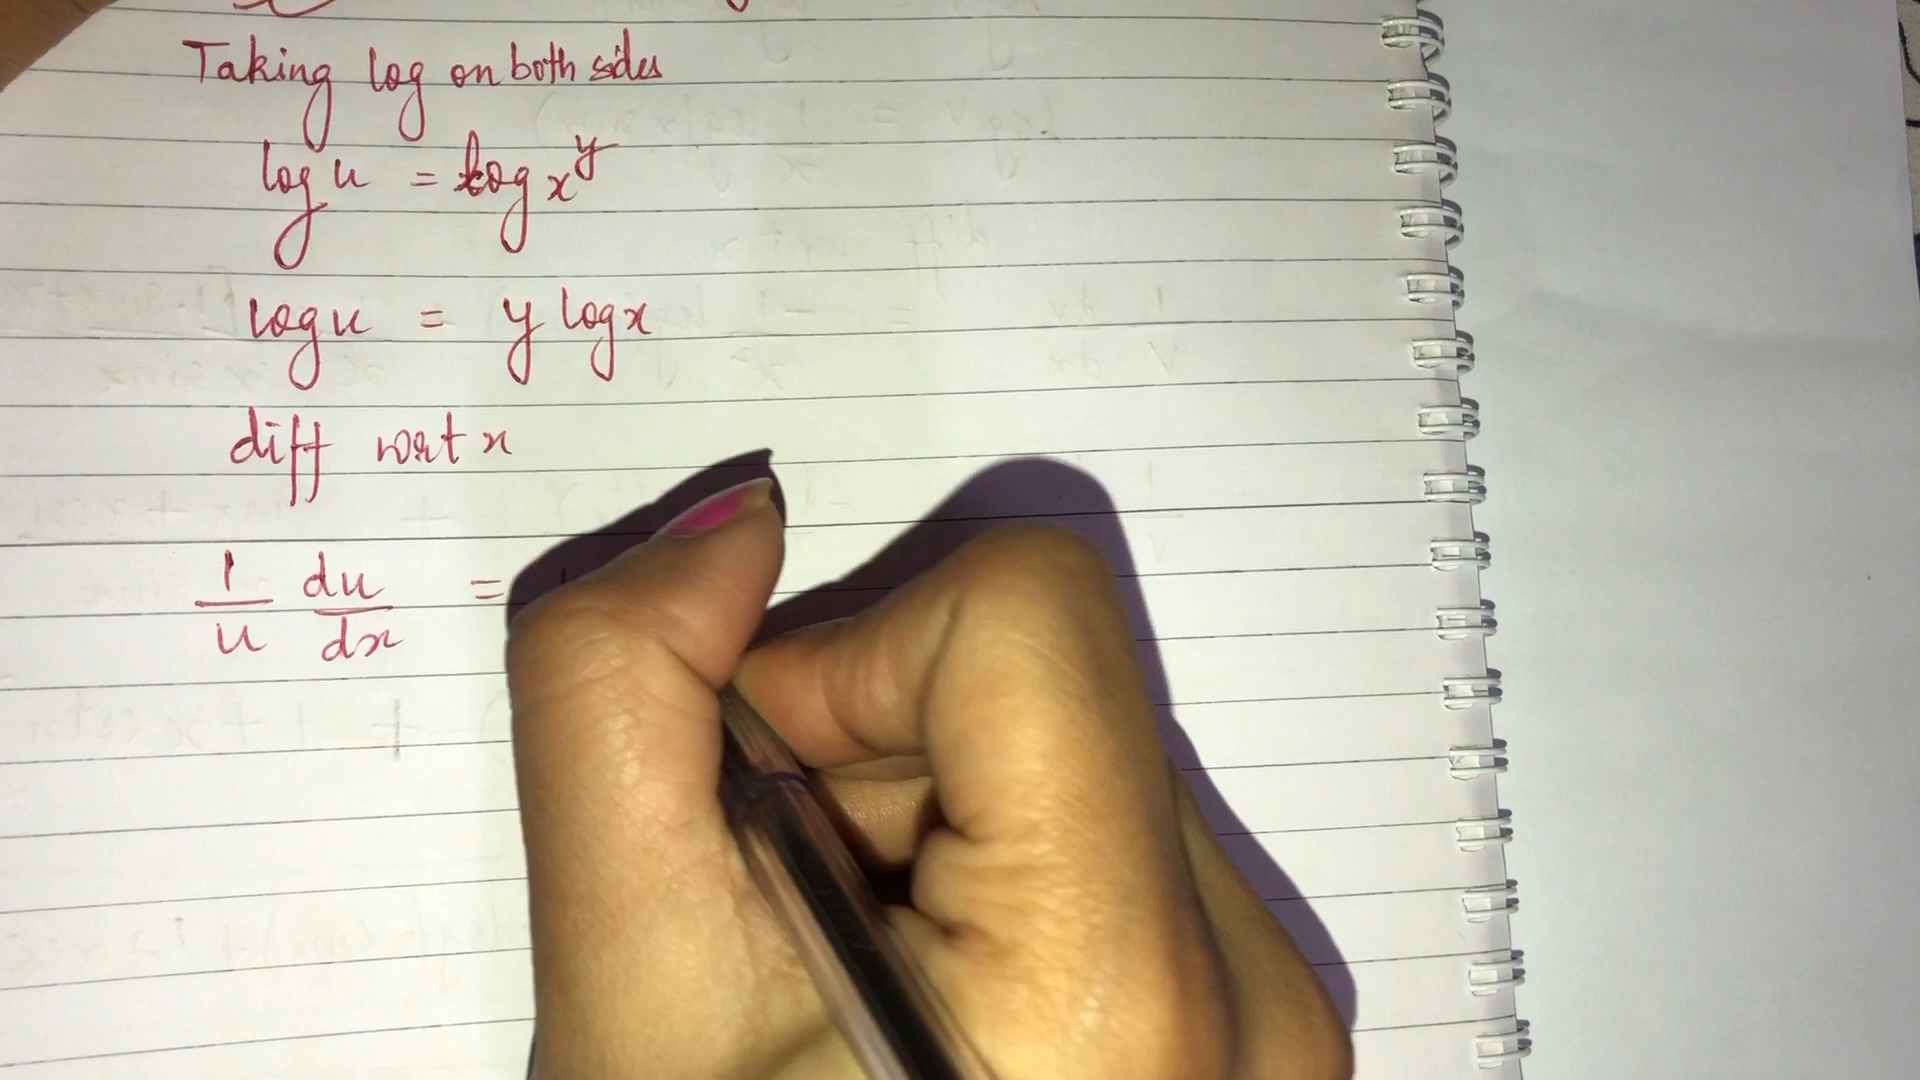 Taking log on both sides
log u = log x^y
log u = y log x
diff wrt x
1/u du/dx =